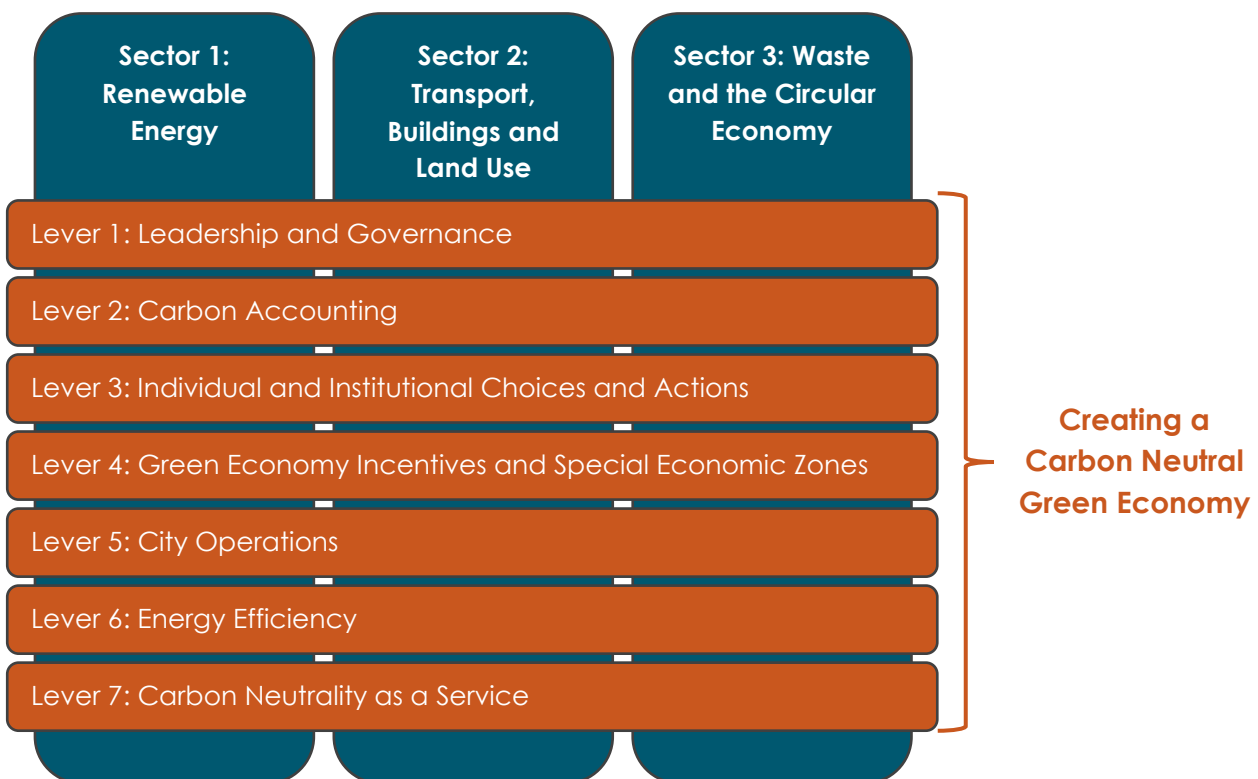 Sector 1:
Renewable
Energy
Sector 2:
Transport,
Buildings and
Land Use
Sector 3: Waste
and the Circular
Economy
Lever 1: Leadership and Governance
Lever 2: Carbon Accounting
Lever 3: Individual and Institutional Choices and Actions
Lever 4: Green Economy Incentives and Special Economic Zones
Lever 5: City Operations
Lever 6: Energy Efficiency
Lever 7: Carbon Neutrality as a Service
Creating a
Carbon Neutral
Green Economy